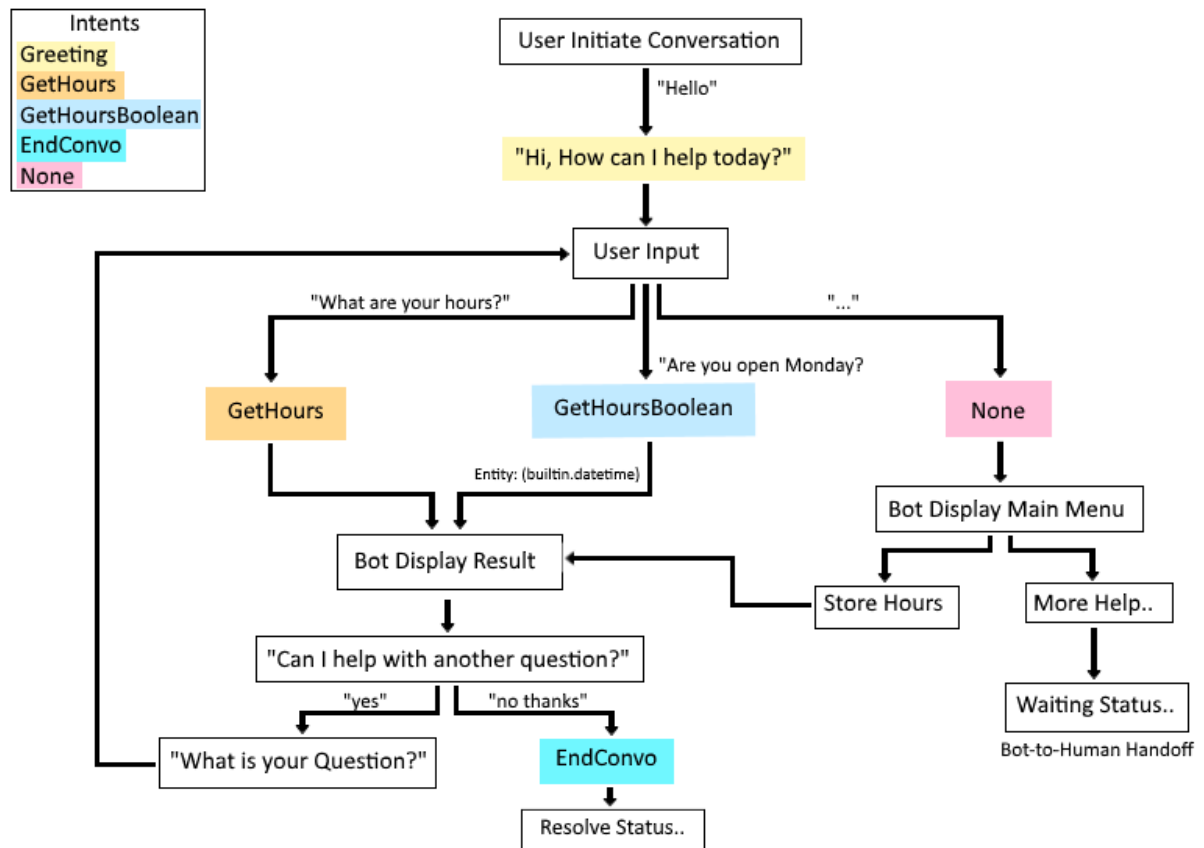 Intents
Greeting
GetHours
GetHoursBoolean
EndConvo
None
User Initiate Conversation
"Hello"
"Hi, How can I help today?"
User Input
"What are your hours?"
"..."
"Are you open Monday?
GetHours
GetHoursBoolean
None
Entity: (builtin.datetime)
Bot Display Main Menu
Bot Display Result
Store Hours
More Help..
"Can I help with another question?"
"yes"
"no thanks"
Waiting Status..
Bot-to-Human Handoff
"What is your Question?"
EndConvo
Resolve Status..